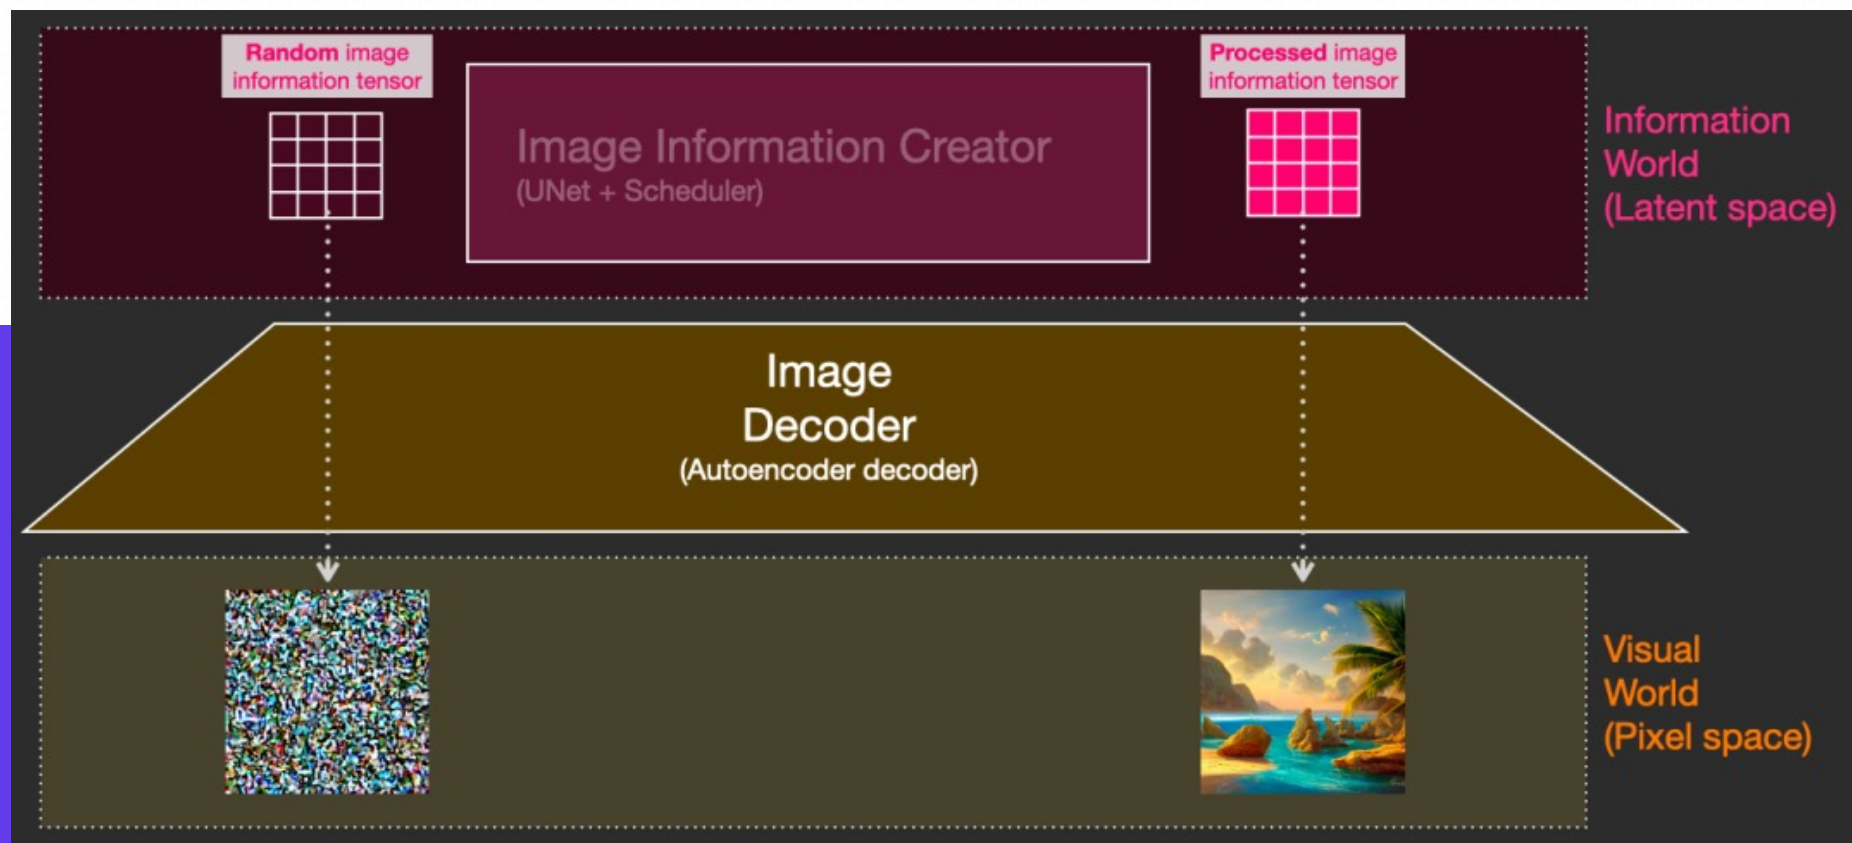 Random image
information tensor
Processed image
information tensor
Image Information Creator
(UNet + Scheduler)
Information
World
(Latent space)
Image
Decoder
(Autoencoder decoder)
Visual
World
(Pixel space)